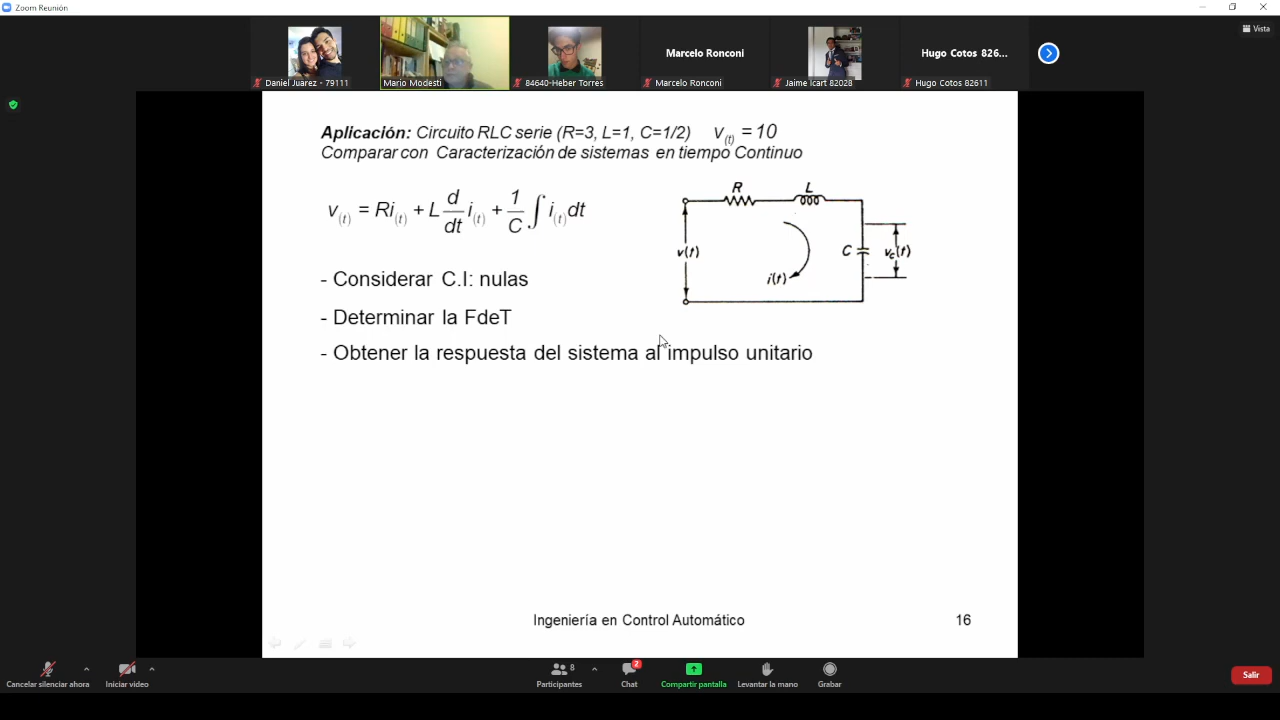 Zoom Reunión
Vista
Daniel Juarez - 79111
Mario Modesti
84640-Heber Torres
Marcelo Ronconi
Marcelo Ronconi
Jaime Icart 82028
Hugo Cotos 826...
Hugo Cotos 82611
Aplicación: Circuito RLC serie (R=3, L=1, C=1/2) v(t) = 10
Comparar con Caracterización de sistemas en tiempo Continuo
v(t) = Ri(t) + L d/dt i(t) + 1/C ∫ i(t)dt
R
L
v(t)
C
vc(t)
i(t)
- Considerar C.I: nulas
- Determinar la FdeT
- Obtener la respuesta del sistema al impulso unitario
Ingeniería en Control Automático
16
Cancelar silenciar ahora
Iniciar video
8
Participantes
2
Chat
Compartir pantalla
Levantar la mano
Grabar
Salir